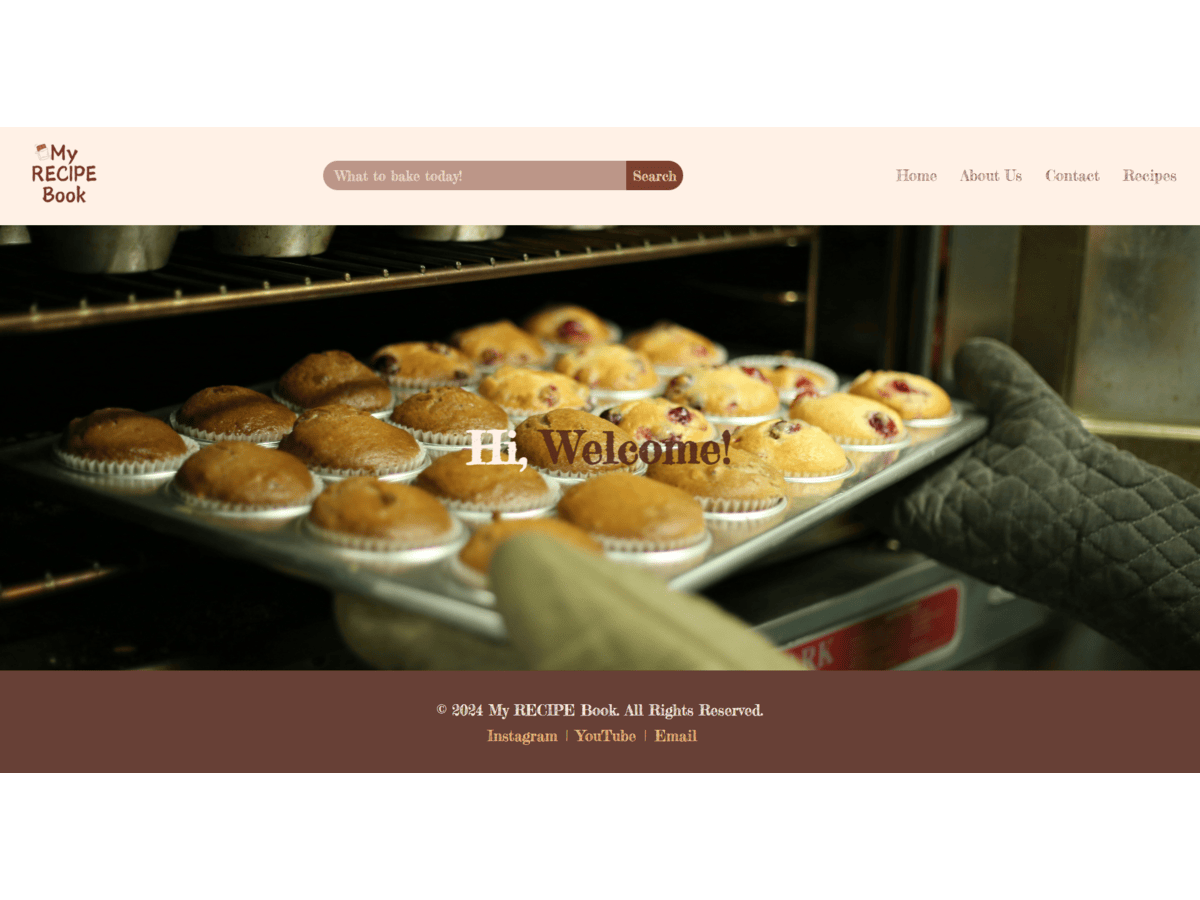 My
RECIPE
Book
What to bake today!
Search
Home
About Us
Contact
Recipes
Hi, Welcome!
© 2024 My RECIPE Book. All Rights Reserved.
Instagram | YouTube | Email